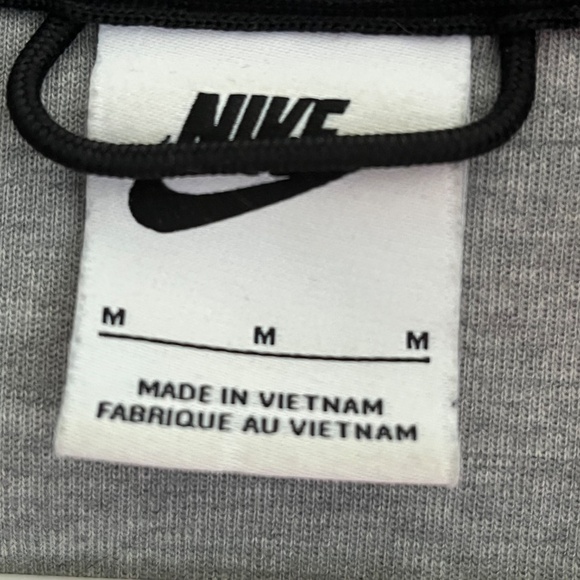 NIKE
M M M
MADE IN VIETNAM
FABRIQUE AU VIETNAM